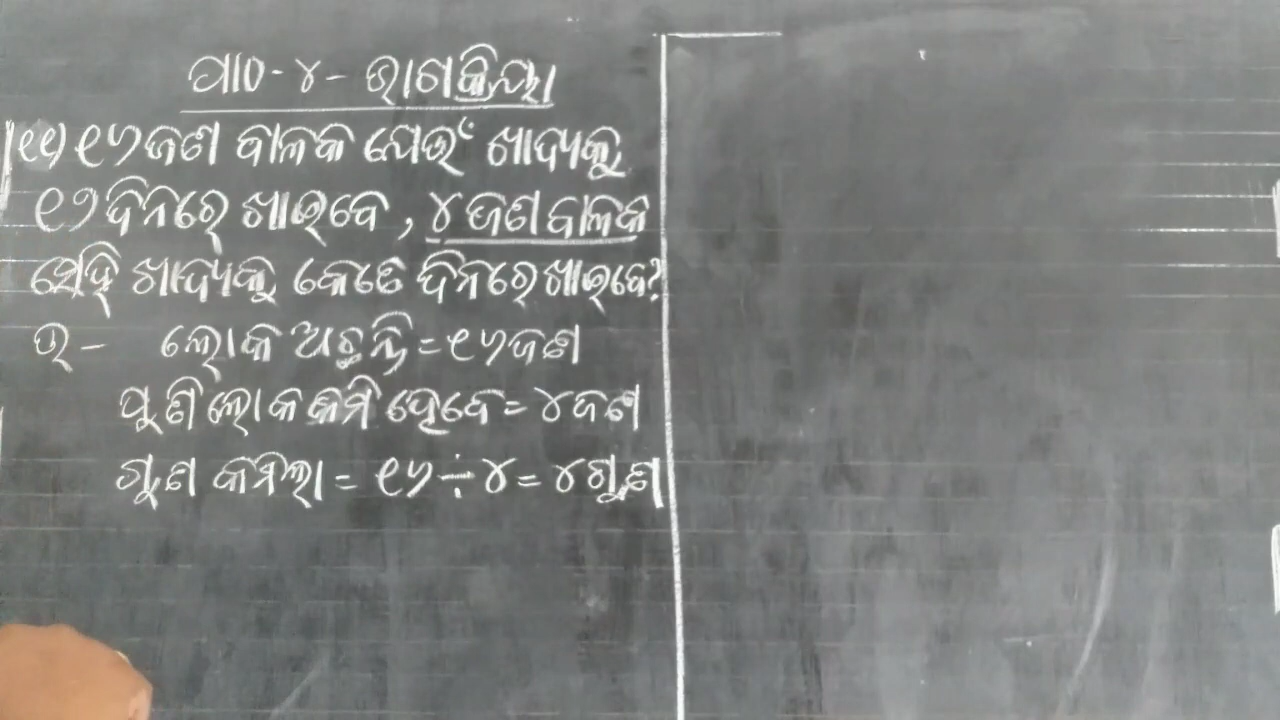 ପାଠ-୪- ଭାଗକ୍ରିୟା
୧୧) ୧୬ଜଣ ବାଳକ ଯେଉଁ ଖାଦ୍ୟକୁ
୧୨ଦିନରେ ଖାଇବେ , ୪ ଜଣ ବାଳକ
ସେହି ଖାଦ୍ୟକୁ କେତେ ଦିନରେ ଖାଇବେ?
ଉ- ଲୋକ ଅଛନ୍ତି = ୧୬ଜଣ
ପୁଣି ଲୋକ କମି ହେବେ = ୪ଜଣ
ଗୁଣ କମିଲା = ୧୬ ÷ ୪ = ୪ଗୁଣ